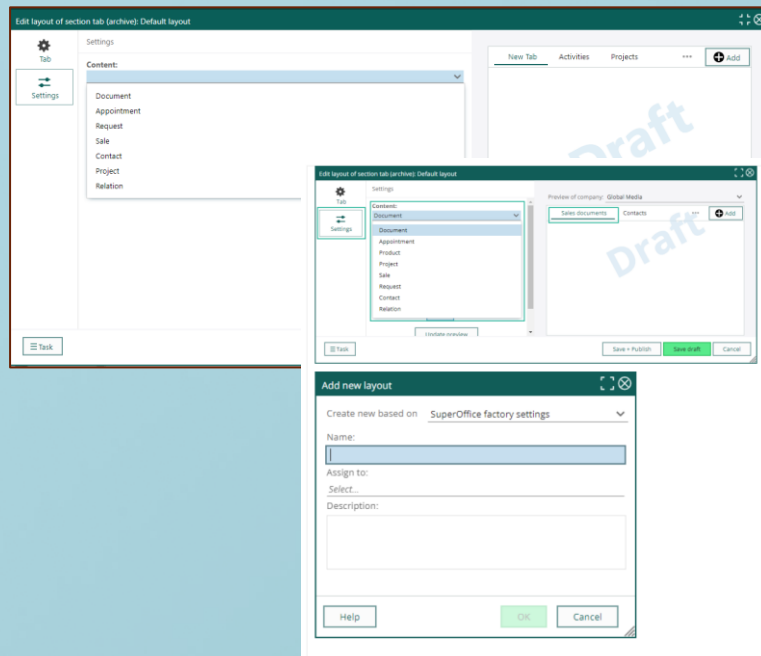 Edit layout of section tab (archive): Default layout
Tab
Settings
Settings
Content:
Document
Appointment
Request
Sale
Contact
Project
Relation
New Tab Activities Projects ... Add
Draft
Task
Edit layout of section tab (archive): Default layout
Tab
Settings
Settings
Content:
Document
Document
Appointment
Product
Project
Sale
Request
Contact
Relation
Update preview
Preview of company: Global Media
Sales documents Contacts ... Add
Draft
Task
Save + Publish Save draft Cancel
Add new layout
Create new based on SuperOffice factory settings
Name:
Assign to:
Select...
Description:
Help OK Cancel